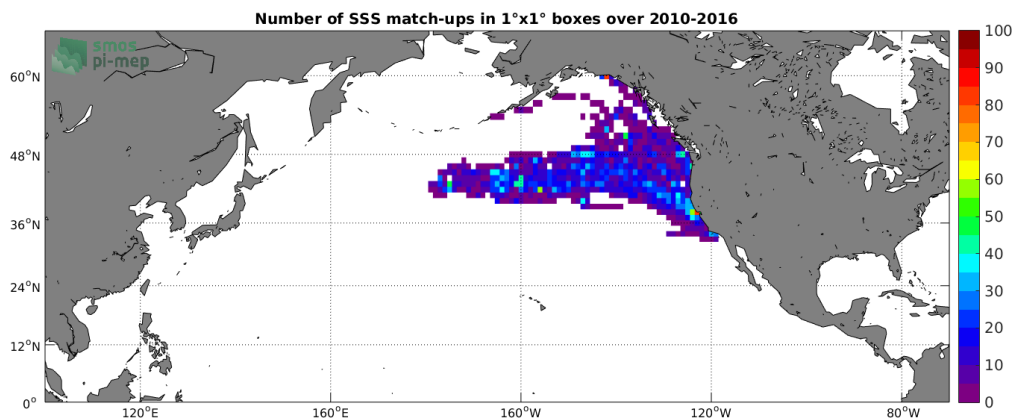 Number of SSS match-ups in 1°x1° boxes over 2010-2016
smos
pi-mep
60°N
48°N
36°N
24°N
12°N
0°
120°E
160°E
160°W
120°W
80°W
100
90
80
70
60
50
40
30
20
10
0